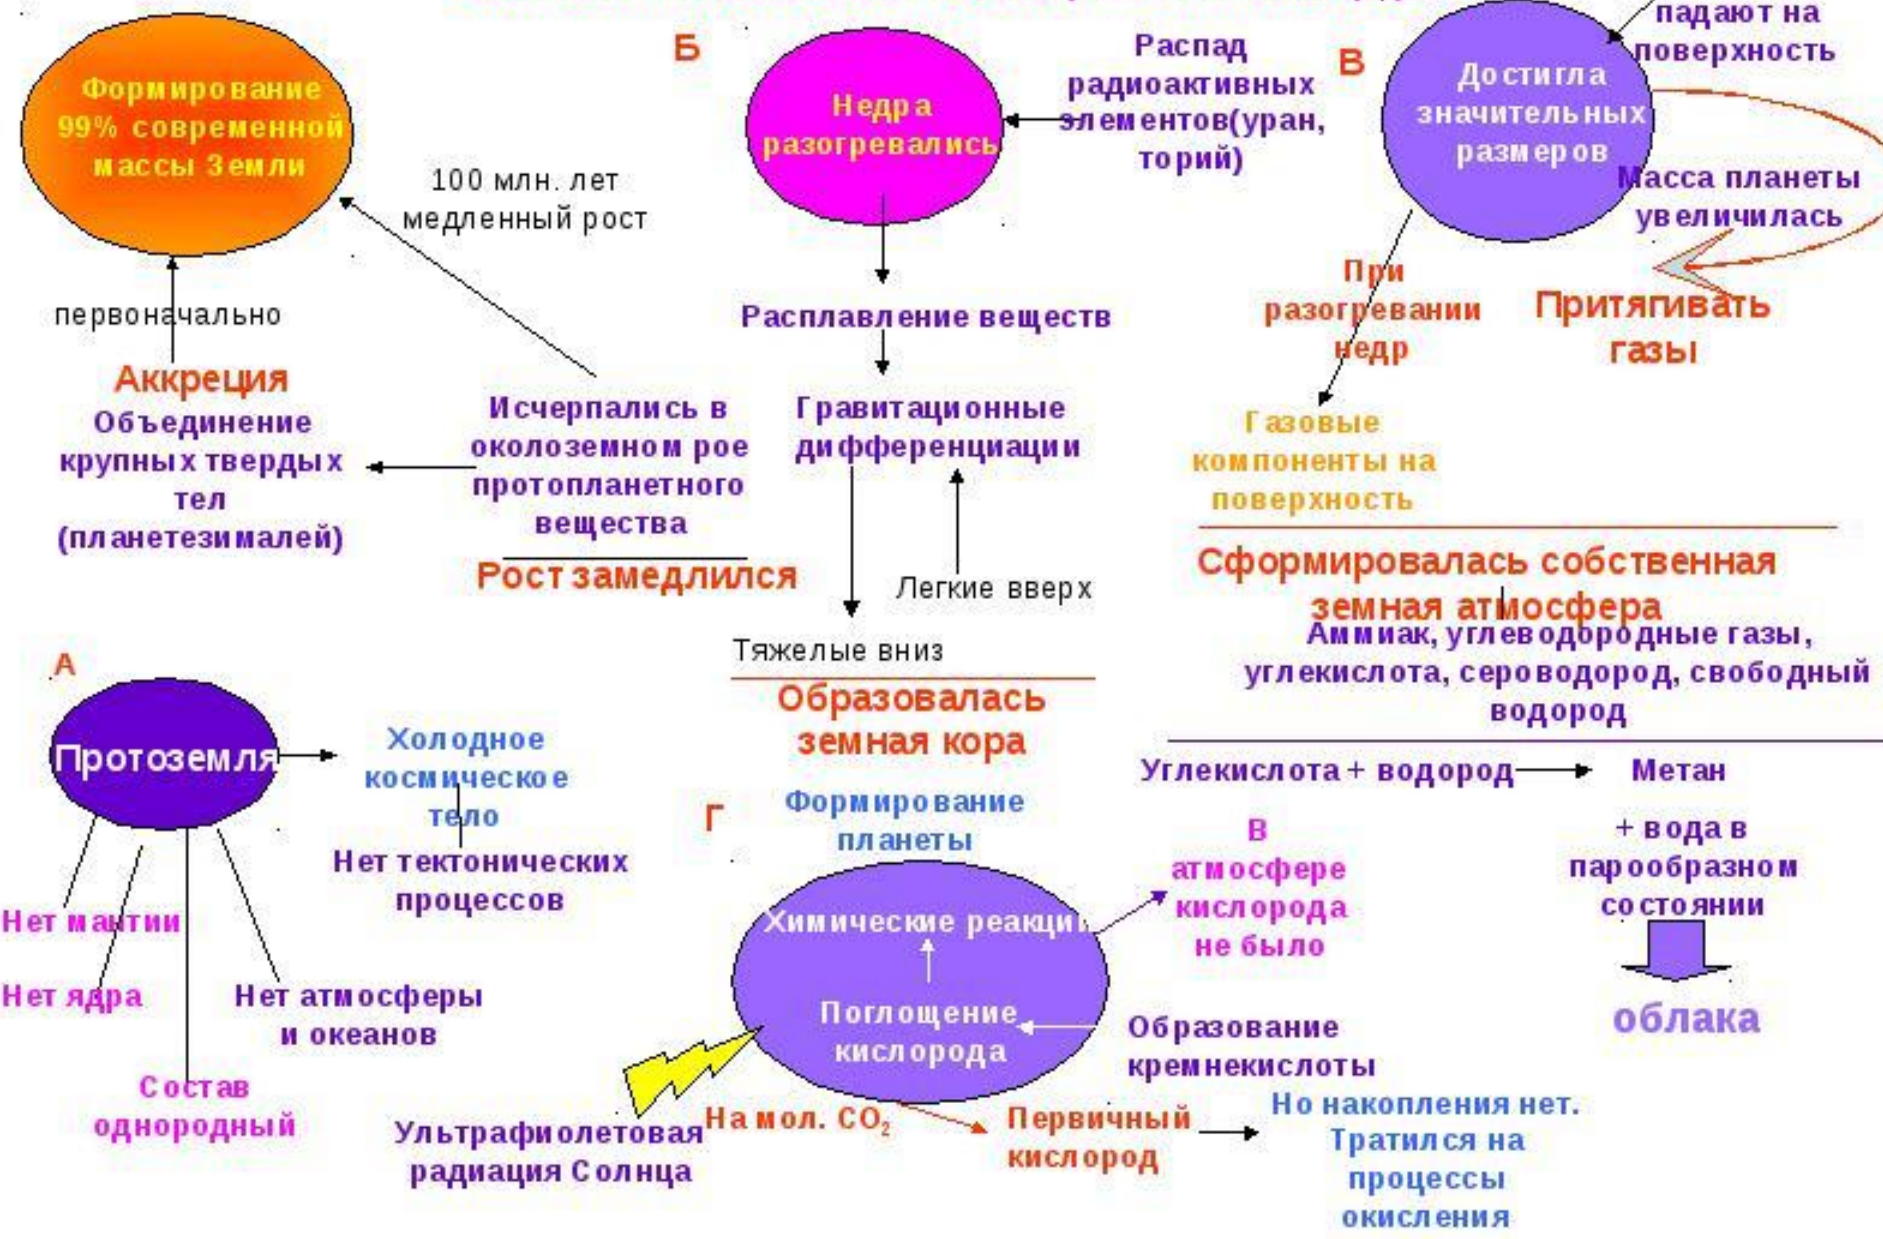 Формирование
99% современной
массы Земли
100 млн. лет
медленный рост
первоначально
Аккреция
Объединение
крупных твердых
тел
(планетезималей)
Исчерпались в
околоземном рое
протопланетного
вещества
Рост замедлился
А
Протоземля
Холодное
космическое
тело
Нет тектонических
процессов
Нет мантии
Нет ядра
Нет атмосферы
и океанов
Состав
однородный
Б
Недра
разогревались
Распад
радиоактивных
элементов(уран,
торий)
Расплавление веществ
Гравитационные
дифференциации
Легкие вверх
Тяжелые вниз
Образовалась
земная кора
В
Достигла
значительных
размеров
падают на
поверхность
Масса планеты
увеличилась
Притягивать
газы
При
разогревании
недр
Газовые
компоненты на
поверхность
Сформировалась собственная
земная атмосфера
Аммиак, углеводородные газы,
углекислота, сероводород, свободный
водород
Углекислота + водород
Метан
+ вода в
парообразном
состоянии
облака
Г
Формирование
планеты
Химические реакции
Поглощение
кислорода
В
атмосфере
кислорода
не было
Образование
кремнекислоты
Ультрафиолетовая
радиация Солнца
На мол. CO2
Первичный
кислород
Но накопления нет.
Тратился на
процессы
окисления